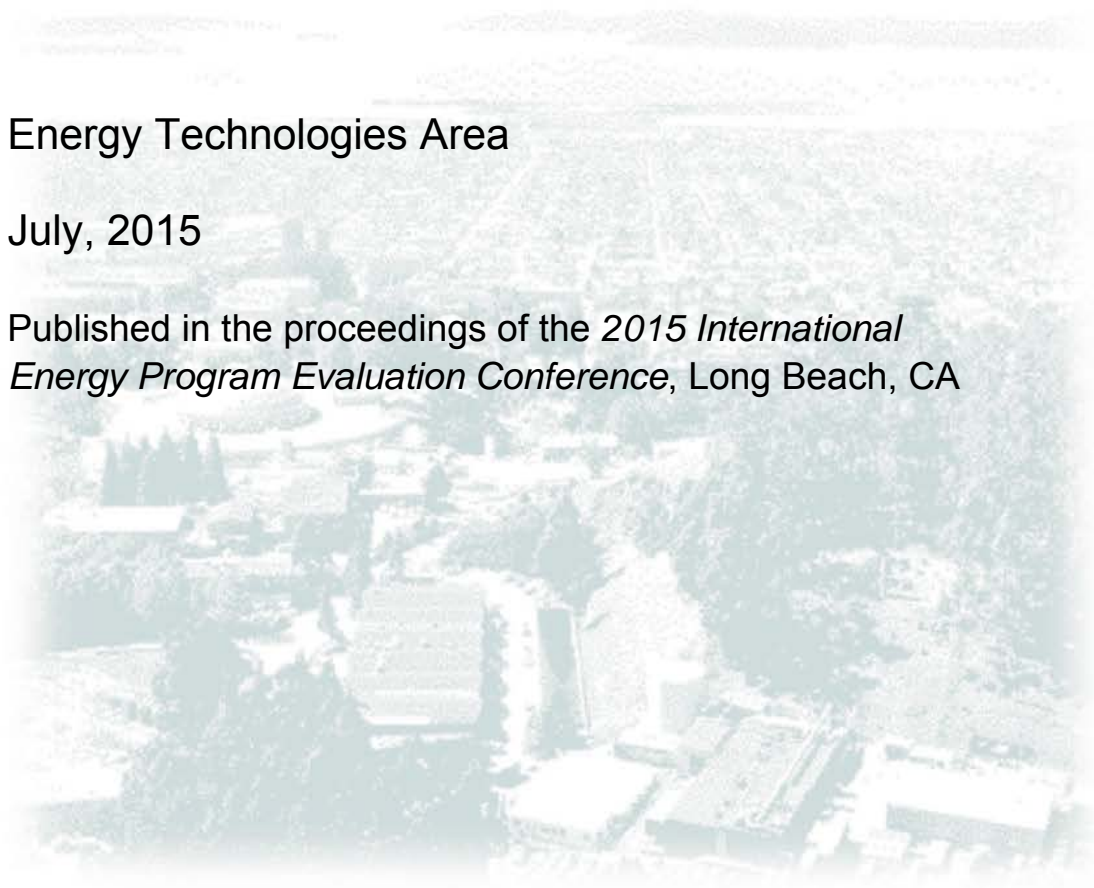 Energy Technologies Area
July, 2015
Published in the proceedings of the 2015 International
Energy Program Evaluation Conference, Long Beach, CA